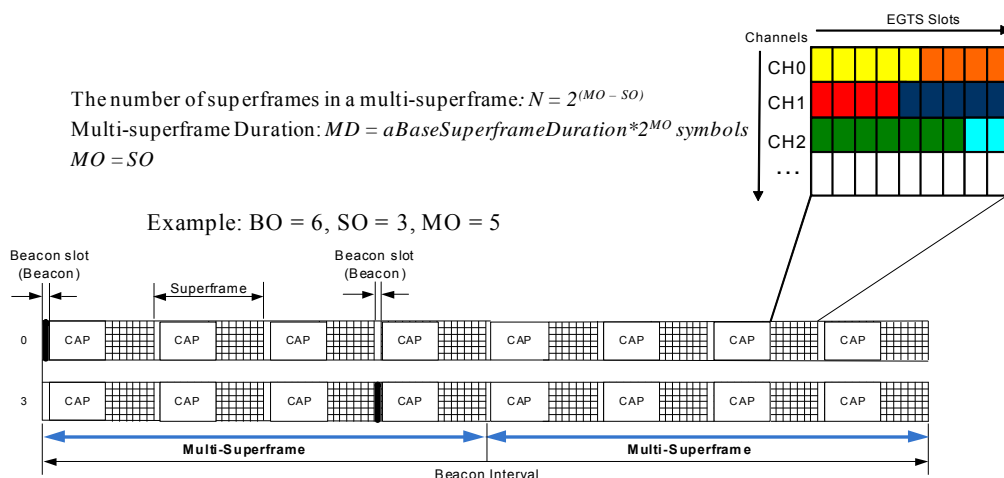 EGTS Slots
Channels
CH0
CH1
CH2
...
The number of superframes in a multi-superframe: N = 2^(MO – SO)
Multi-superframe Duration: MD = aBaseSuperframeDuration*2^MO symbols
MO = SO
Example: BO = 6, SO = 3, MO = 5
Beacon slot
(Beacon)
Superframe
Beacon slot
(Beacon)
0 CAP CAP CAP CAP CAP CAP CAP CAP
3 CAP CAP CAP CAP CAP CAP CAP CAP
Multi-Superframe Multi-Superframe
Beacon Interval